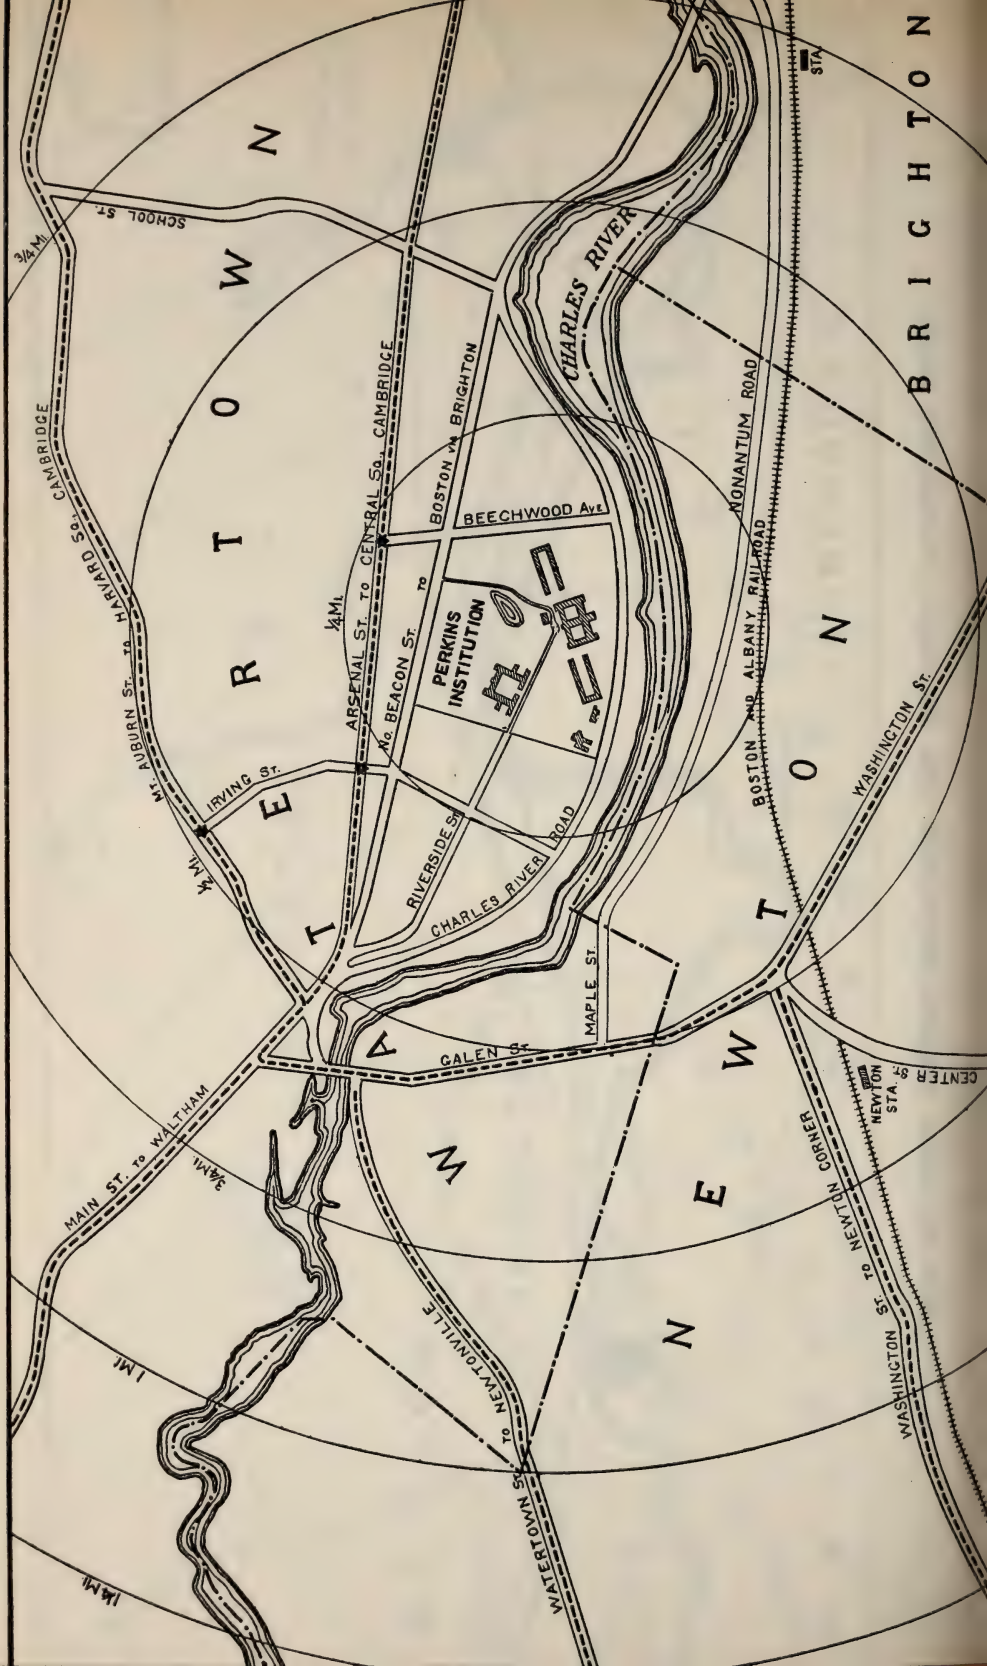 MT. AUBURN ST. TO HARVARD SQ., CAMBRIDGE
3/4 MI.
SCHOOL ST.
W A T E R T O W N
ARSENAL ST. TO CENTRAL SQ., CAMBRIDGE
1/4 MI.
1/2 MI.
IRVING ST.
No. BEACON ST. TO BOSTON VIA BRIGHTON
BEECHWOOD AVE.
PERKINS
INSTITUTION
RIVERSIDE ST.
CHARLES RIVER ROAD
CHARLES RIVER
NONANTUM ROAD
BOSTON AND ALBANY RAILROAD
STA.
B R I G H T O N
MAIN ST. TO WALTHAM
3/4 MI.
1 MI.
1 1/4 MI.
GALEN ST.
MAPLE ST.
WASHINGTON ST.
N E W T O N
CENTER ST.
NEWTON
STA.
WATERTOWN ST. TO NEWTONVILLE
WASHINGTON ST. TO NEWTON CORNER